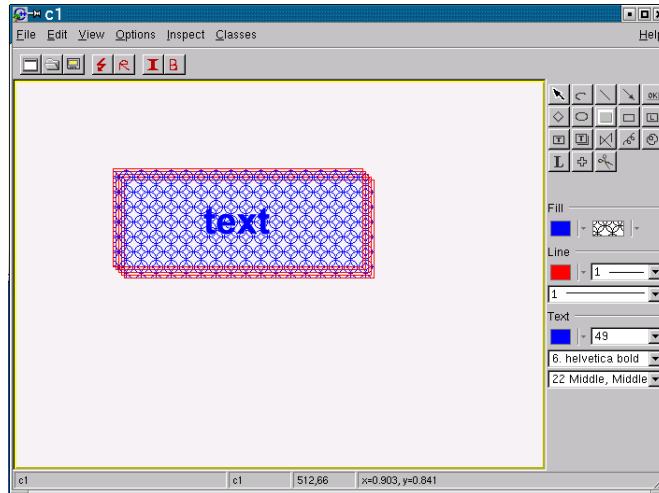 c1
File Edit View Options Inspect Classes Help
R I B
OK
L
T T
L
text
Fill
Line
1
1
Text
49
6. helvetica bold
22 Middle, Middle
c1 c1 512,66 x=0.903, y=0.841